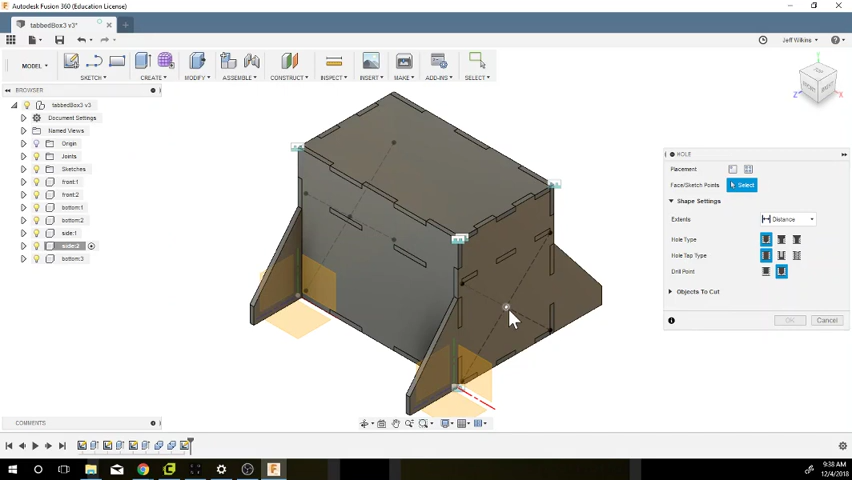 Autodesk Fusion 360 (Education License)
tabbedBox3 v3*
Jeff Wilkins
MODEL
SKETCH
CREATE
MODIFY
ASSEMBLE
CONSTRUCT
INSPECT
INSERT
MAKE
ADD-INS
SELECT
BROWSER
tabbedBox3 v3
Document Settings
Named Views
Origin
Joints
Sketches
front:1
front:2
bottom:1
bottom:2
side:1
side:2
bottom:3
TOP
FRONT
RIGHT
Z
X
HOLE
Placement
Face/Sketch Points
Select
Shape Settings
Extents
Distance
Hole Type
Hole Tap Type
Drill Point
Objects To Cut
OK
Cancel
COMMENTS
9:38 AM
12/4/2018